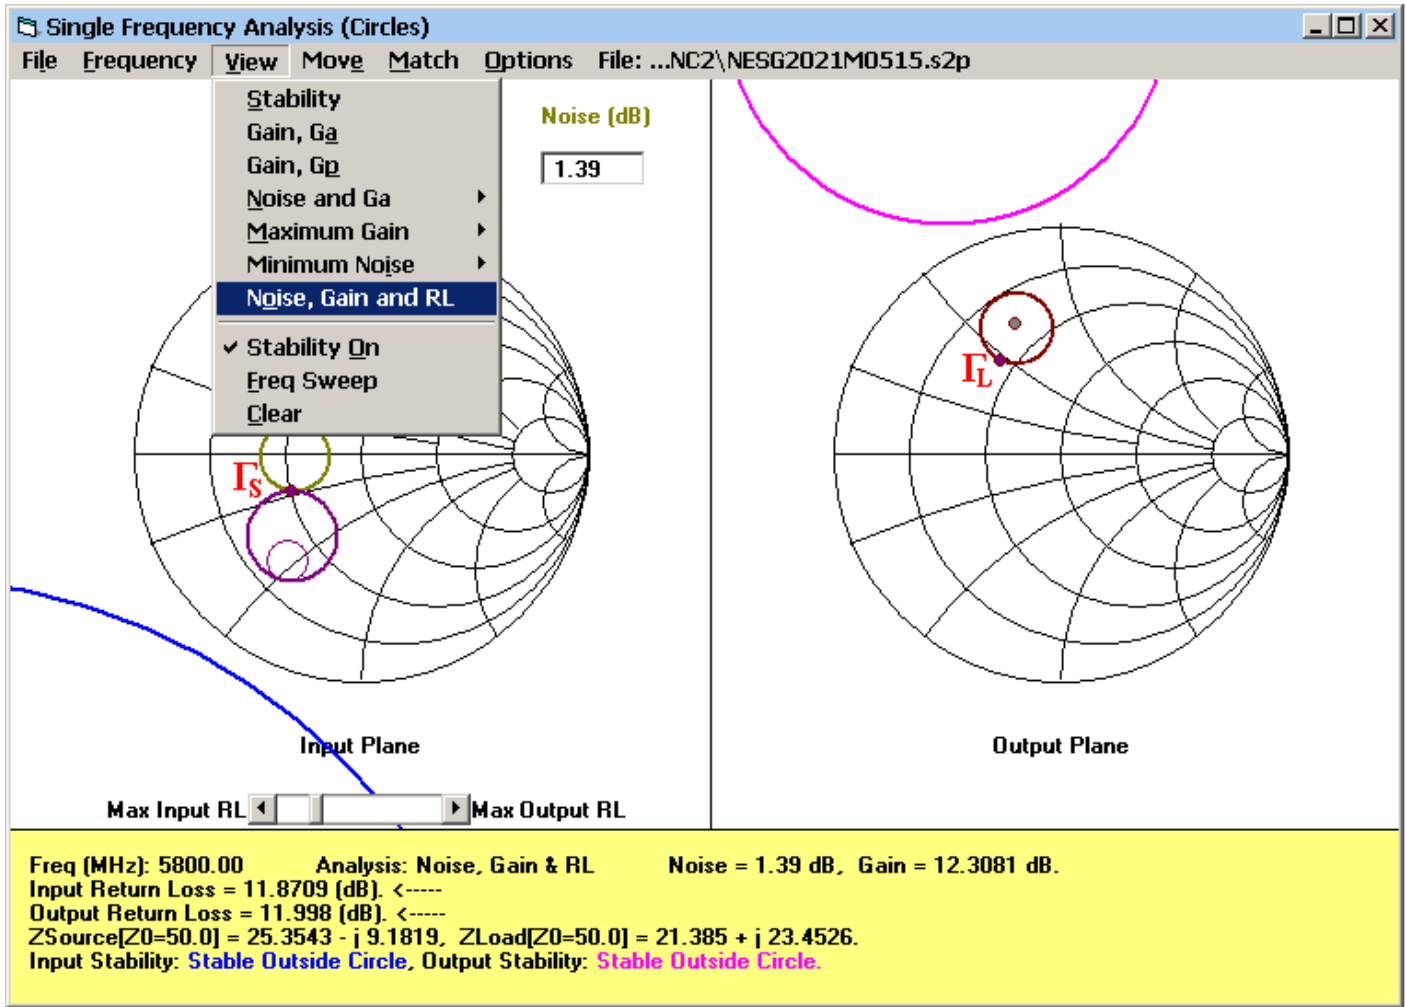 Single Frequency Analysis (Circles)
File Frequency View Move Match Options File: ...NC2\NESG2021M0515.s2p
Stability
Gain, Ga
Gain, Gp
Noise and Ga
Maximum Gain
Minimum Noise
Noise, Gain and RL
Stability On
Freq Sweep
Clear
Noise (dB)
1.39
ΓS
ΓL
Input Plane
Output Plane
Max Input RL
Max Output RL
Freq (MHz): 5800.00 Analysis: Noise, Gain & RL Noise = 1.39 dB, Gain = 12.3081 dB.
Input Return Loss = 11.8709 (dB). <-----
Output Return Loss = 11.998 (dB). <-----
ZSource[Z0=50.0] = 25.3543 - j 9.1819, ZLoad[Z0=50.0] = 21.385 + j 23.4526.
Input Stability: Stable Outside Circle, Output Stability: Stable Outside Circle.